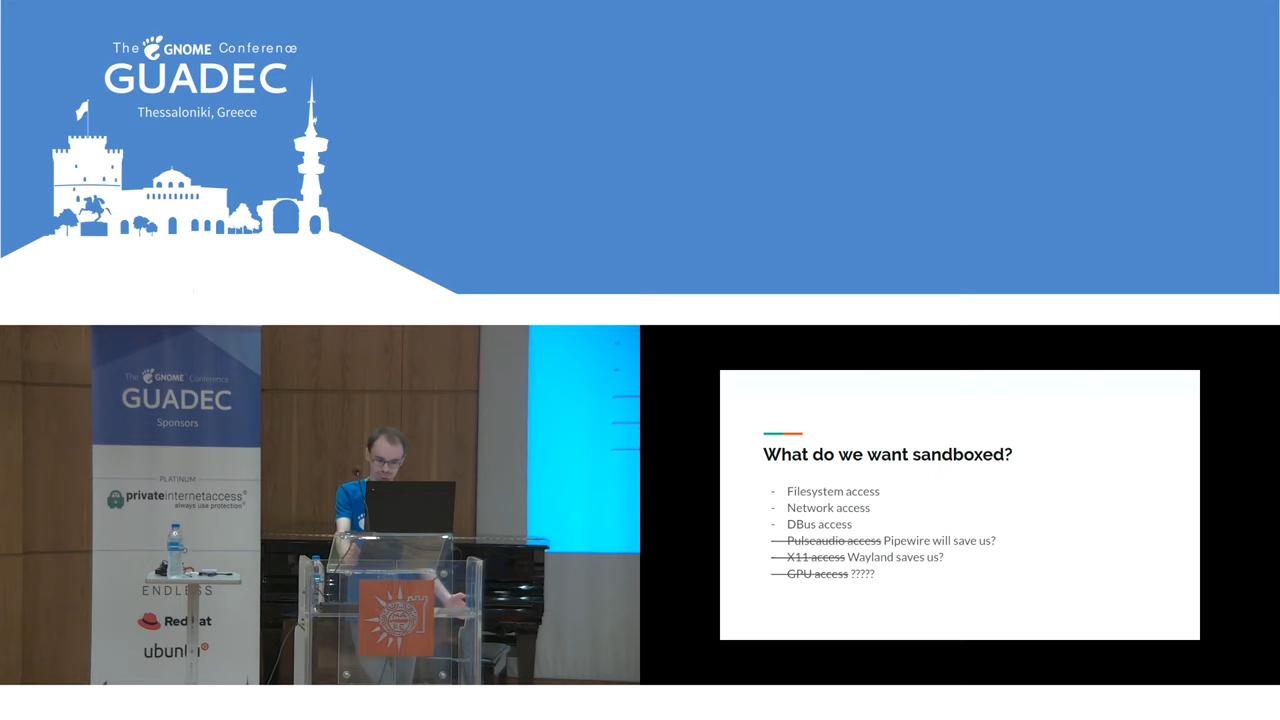 The GNOME Conference
GUADEC
Thessaloniki, Greece
The GNOME Conference
GUADEC
Sponsors
PLATINUM
privateinternetaccess®
always use protection®
ENDLESS
Red Hat
ubuntu
What do we want sandboxed?
- Filesystem access
- Network access
- DBus access
- Pulseaudio access Pipewire will save us?
- X11 access Wayland saves us?
- GPU access ?????